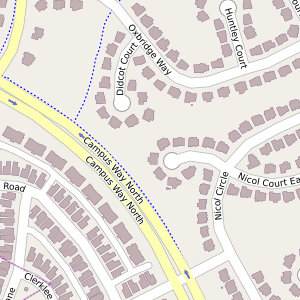 Oxbridge Way
Huntley Court
Didcot Court
Campus Way North
Campus Way North
Nicol Court Ea
Nicol Circle
Road
Clerklee